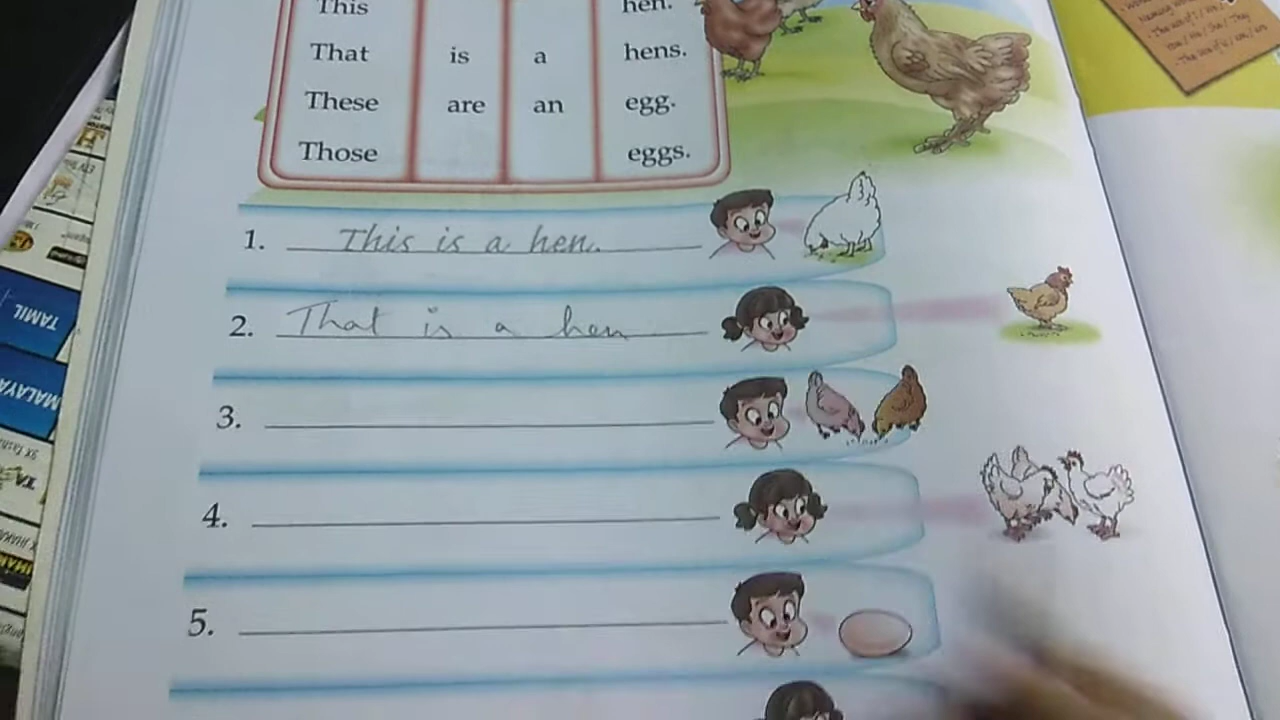 This hen.
That is a hens.
These are an egg.
Those eggs.
1. This is a hen.
2. That is a hen
3.
4.
5.
TAMIL
MALAYA